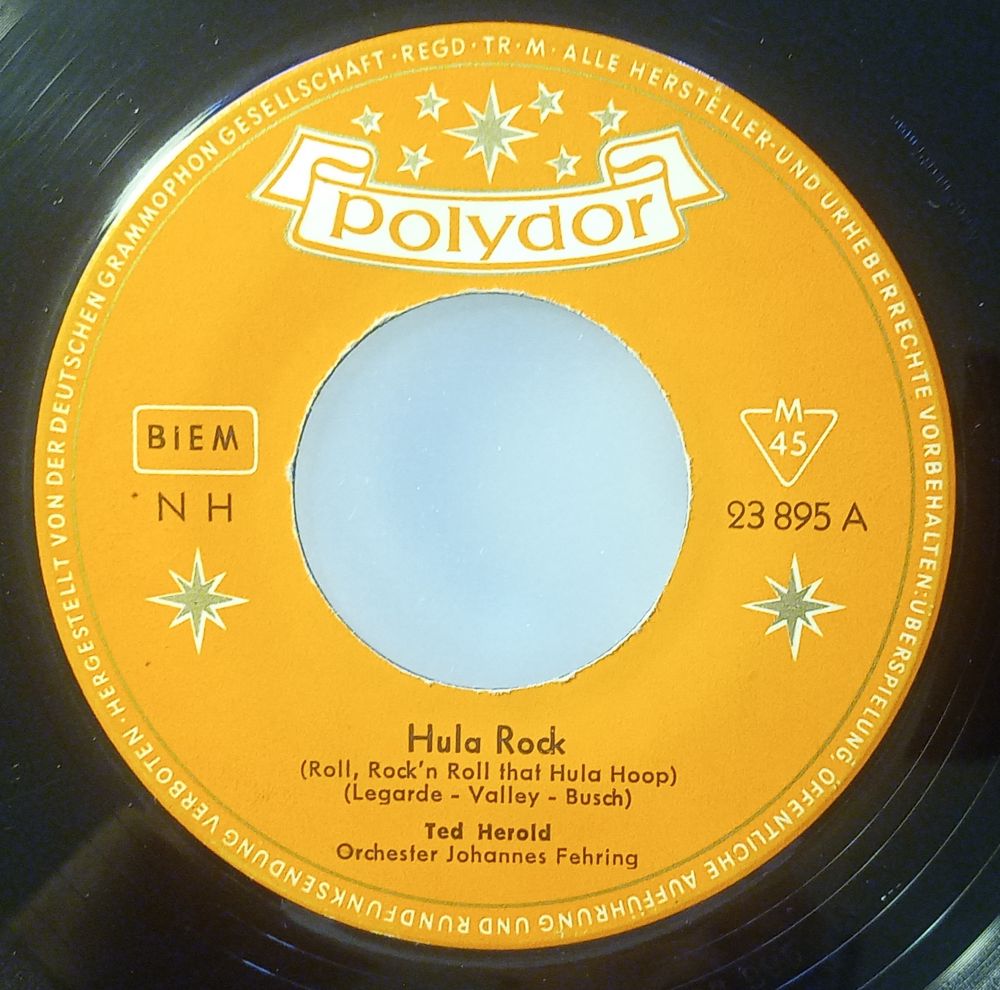 HERGESTELLT VON DER DEUTSCHEN GRAMMOPHON GESELLSCHAFT · REGD · TR · M · ALLE HERSTELLER- UND URHEBERRECHTE VORBEHALTEN: ÜBERSPIELUNG, ÖFFENTLICHE AUFFÜHRUNG UND RUNDFUNKSENDUNG VERBOTEN ·
polydor
BIEM
NH
M
45
23 895 A
Hula Rock
(Roll, Rock'n Roll that Hula Hoop)
(Legarde - Valley - Busch)
Ted Herold
Orchester Johannes Fehring